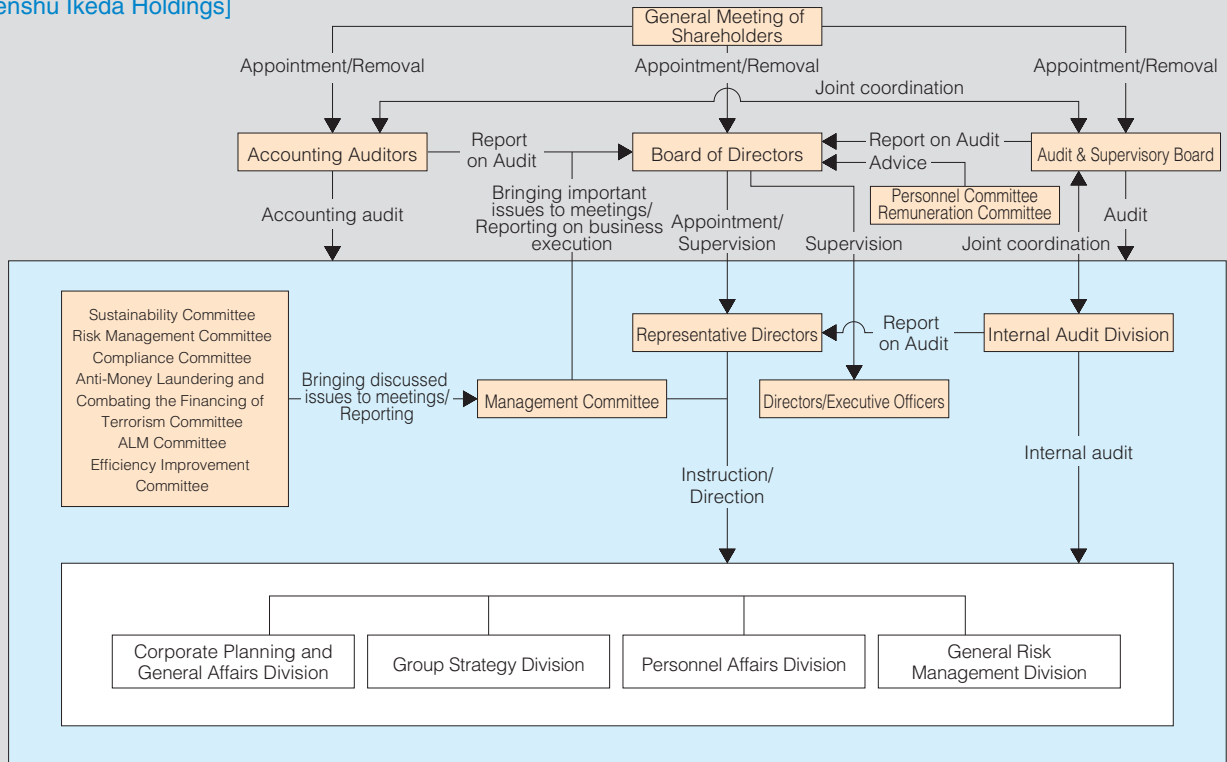 enshu Ikeda Holdings]
General Meeting of
Shareholders
Appointment/Removal
Appointment/Removal
Appointment/Removal
Joint coordination
Accounting Auditors
Report
on Audit
Board of Directors
Report on Audit
Advice
Audit & Supervisory Board
Personnel Committee
Remuneration Committee
Accounting audit
Bringing important
issues to meetings/
Reporting on business
execution
Appointment/
Supervision
Supervision
Joint coordination
Audit
Sustainability Committee
Risk Management Committee
Compliance Committee
Anti-Money Laundering and
Combating the Financing of
Terrorism Committee
ALM Committee
Efficiency Improvement
Committee
Bringing discussed
issues to meetings/
Reporting
Management Committee
Representative Directors
Report
on Audit
Internal Audit Division
Directors/Executive Officers
Instruction/
Direction
Internal audit
Corporate Planning and
General Affairs Division
Group Strategy Division
Personnel Affairs Division
General Risk
Management Division